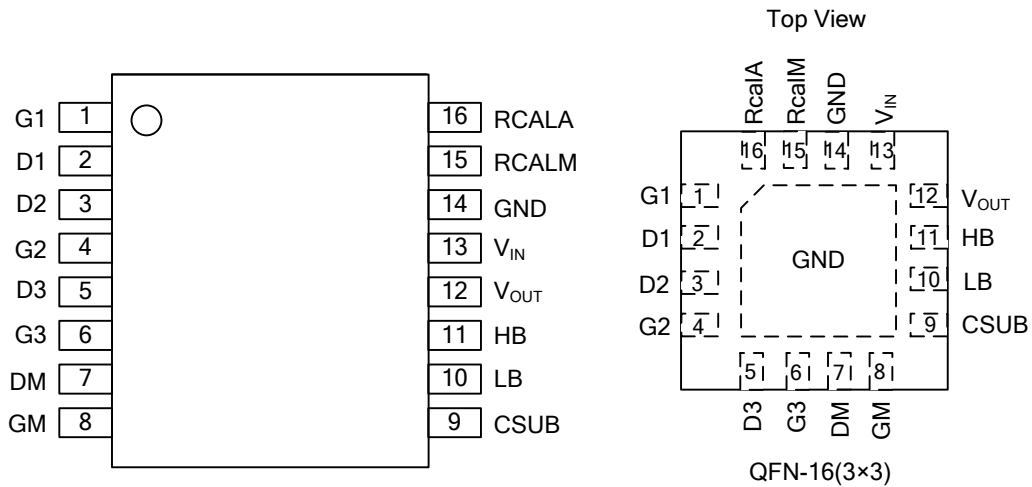 Top View
G1 1 16 RCALA
D1 2 15 RCALM
D2 3 14 GND
G2 4 13 VIN
D3 5 12 VOUT
G3 6 11 HB
DM 7 10 LB
GM 8 9 CSUB
RcalA RcalM GND VIN
16 15 14 13
G1 1 12 VOUT
D1 2 11 HB
D2 3 10 LB
G2 4 9 CSUB
GND
5 6 7 8
D3 G3 DM GM
QFN-16(3×3)